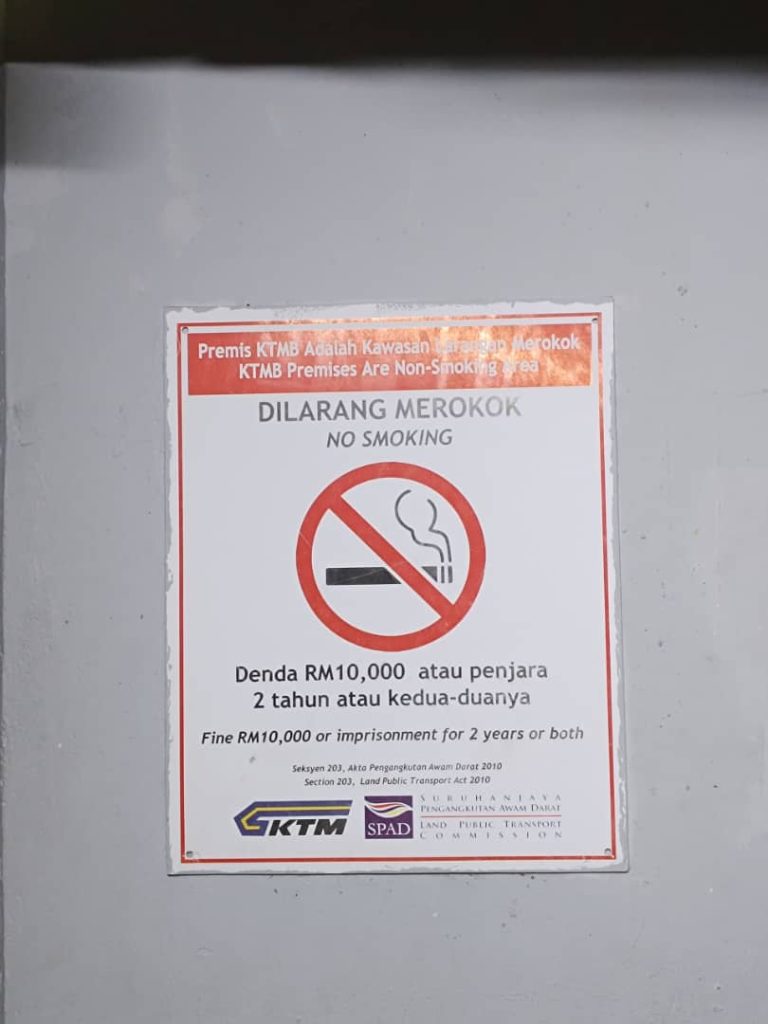 Premis KTMB Adalah Kawasan Larangan Merokok
KTMB Premises Are Non-Smoking Area
DILARANG MEROKOK
NO SMOKING
Denda RM10,000 atau penjara
2 tahun atau kedua-duanya
Fine RM10,000 or imprisonment for 2 years or both
Seksyen 203, Akta Pengangkutan Awam Darat 2010
Section 203, Land Public Transport Act 2010
KTM
SPAD
SURUHANJAYA
PENGANGKUTAN AWAM DARAT
LAND PUBLIC TRANSPORT
COMMISSION